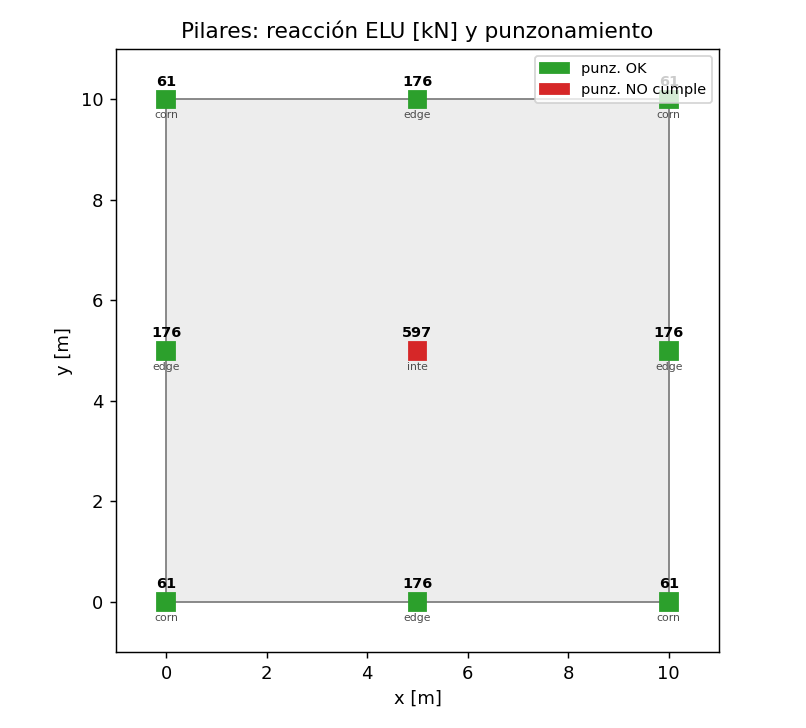 Pilares: reacción ELU [kN] y punzonamiento
punz. OK
punz. NO cumple
61 176 61
corn edge corn
176 597 176
edge inte edge
61 176 61
corn edge corn
10
8
6
4
2
0
y [m]
0 2 4 6 8 10
x [m]